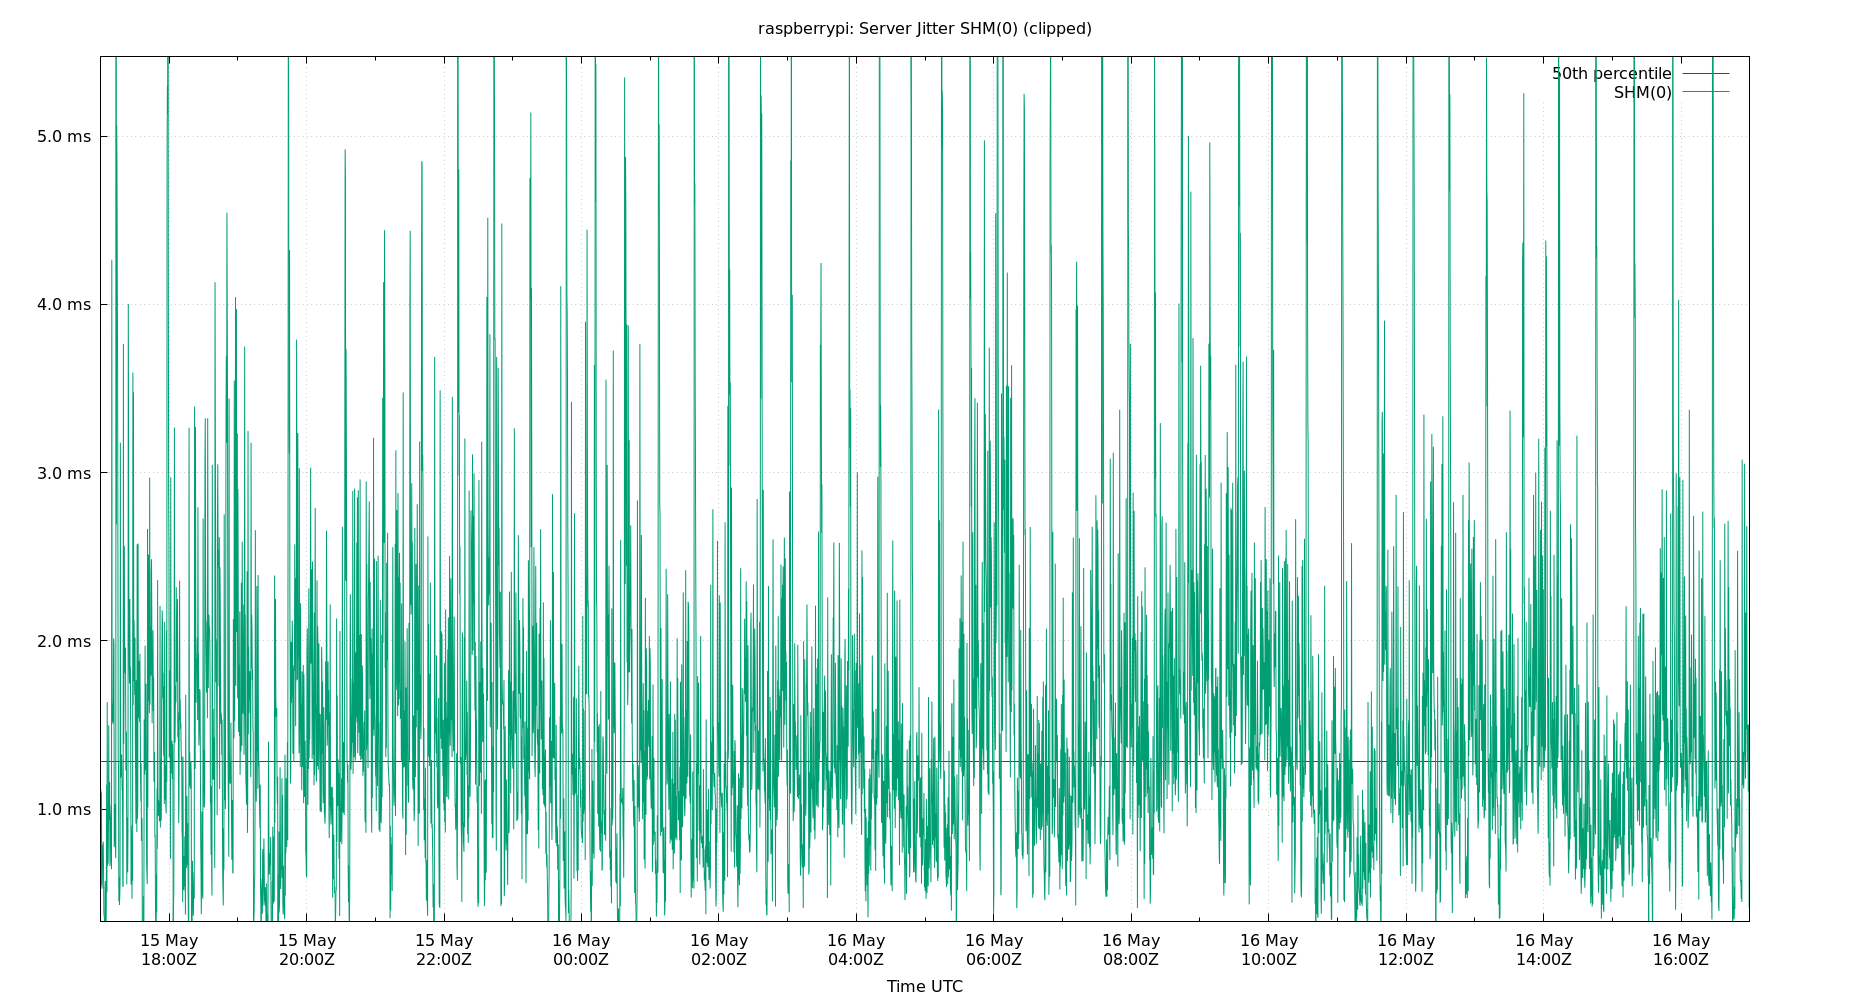 raspberrypi: Server Jitter SHM(0) (clipped)
50th percentile
SHM(0)
5.0 ms
4.0 ms
3.0 ms
2.0 ms
1.0 ms
15 May 15 May 15 May 16 May 16 May 16 May 16 May 16 May 16 May 16 May 16 May 16 May
18:00Z 20:00Z 22:00Z 00:00Z 02:00Z 04:00Z 06:00Z 08:00Z 10:00Z 12:00Z 14:00Z 16:00Z
Time UTC